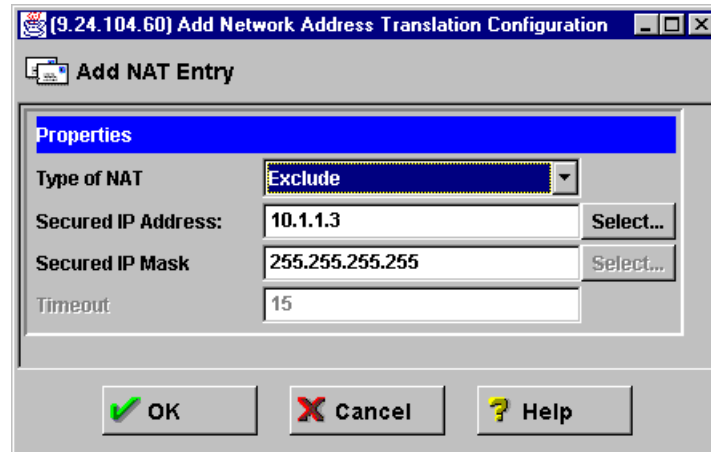 (9.24.104.60) Add Network Address Translation Configuration
Add NAT Entry
Properties
Type of NAT Exclude
Secured IP Address: 10.1.1.3 Select...
Secured IP Mask 255.255.255.255 Select...
Timeout 15
OK Cancel Help